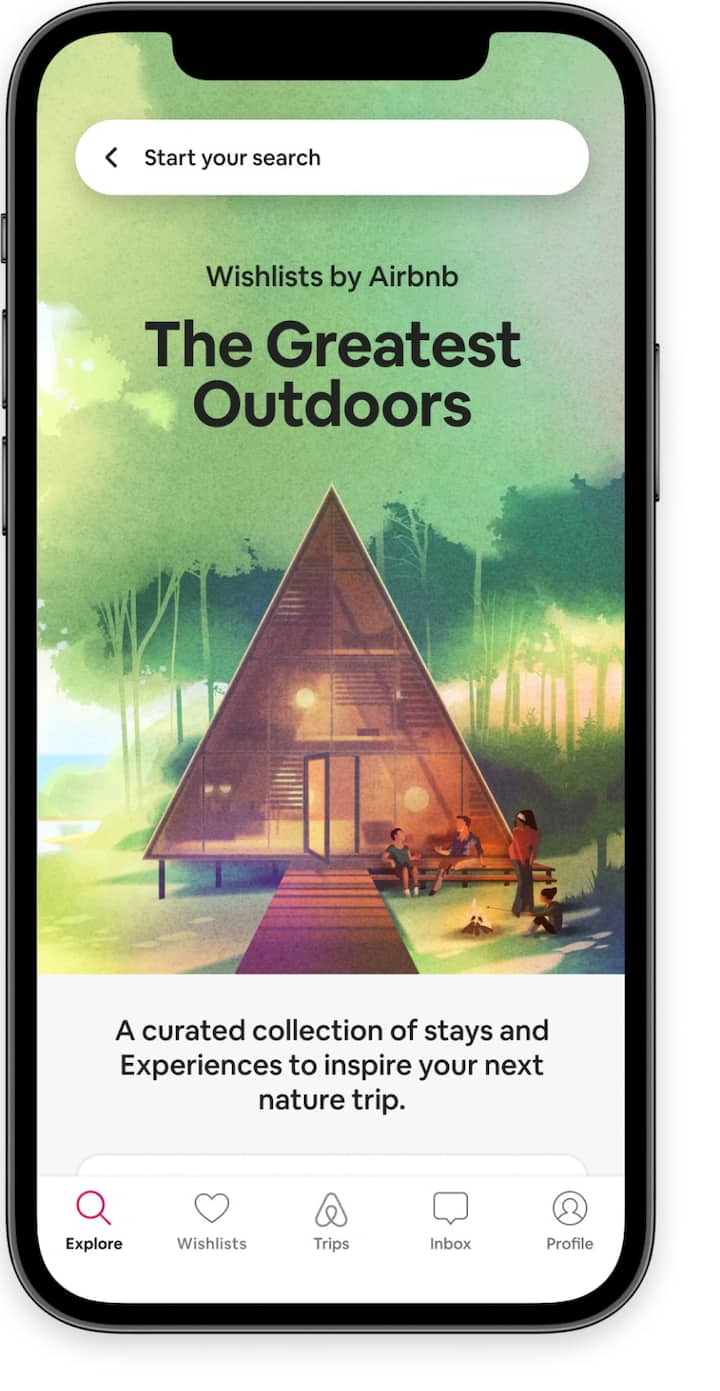 Start your search
Wishlists by Airbnb
The Greatest
Outdoors
A curated collection of stays and
Experiences to inspire your next
nature trip.
Explore
Wishlists
Trips
Inbox
Profile